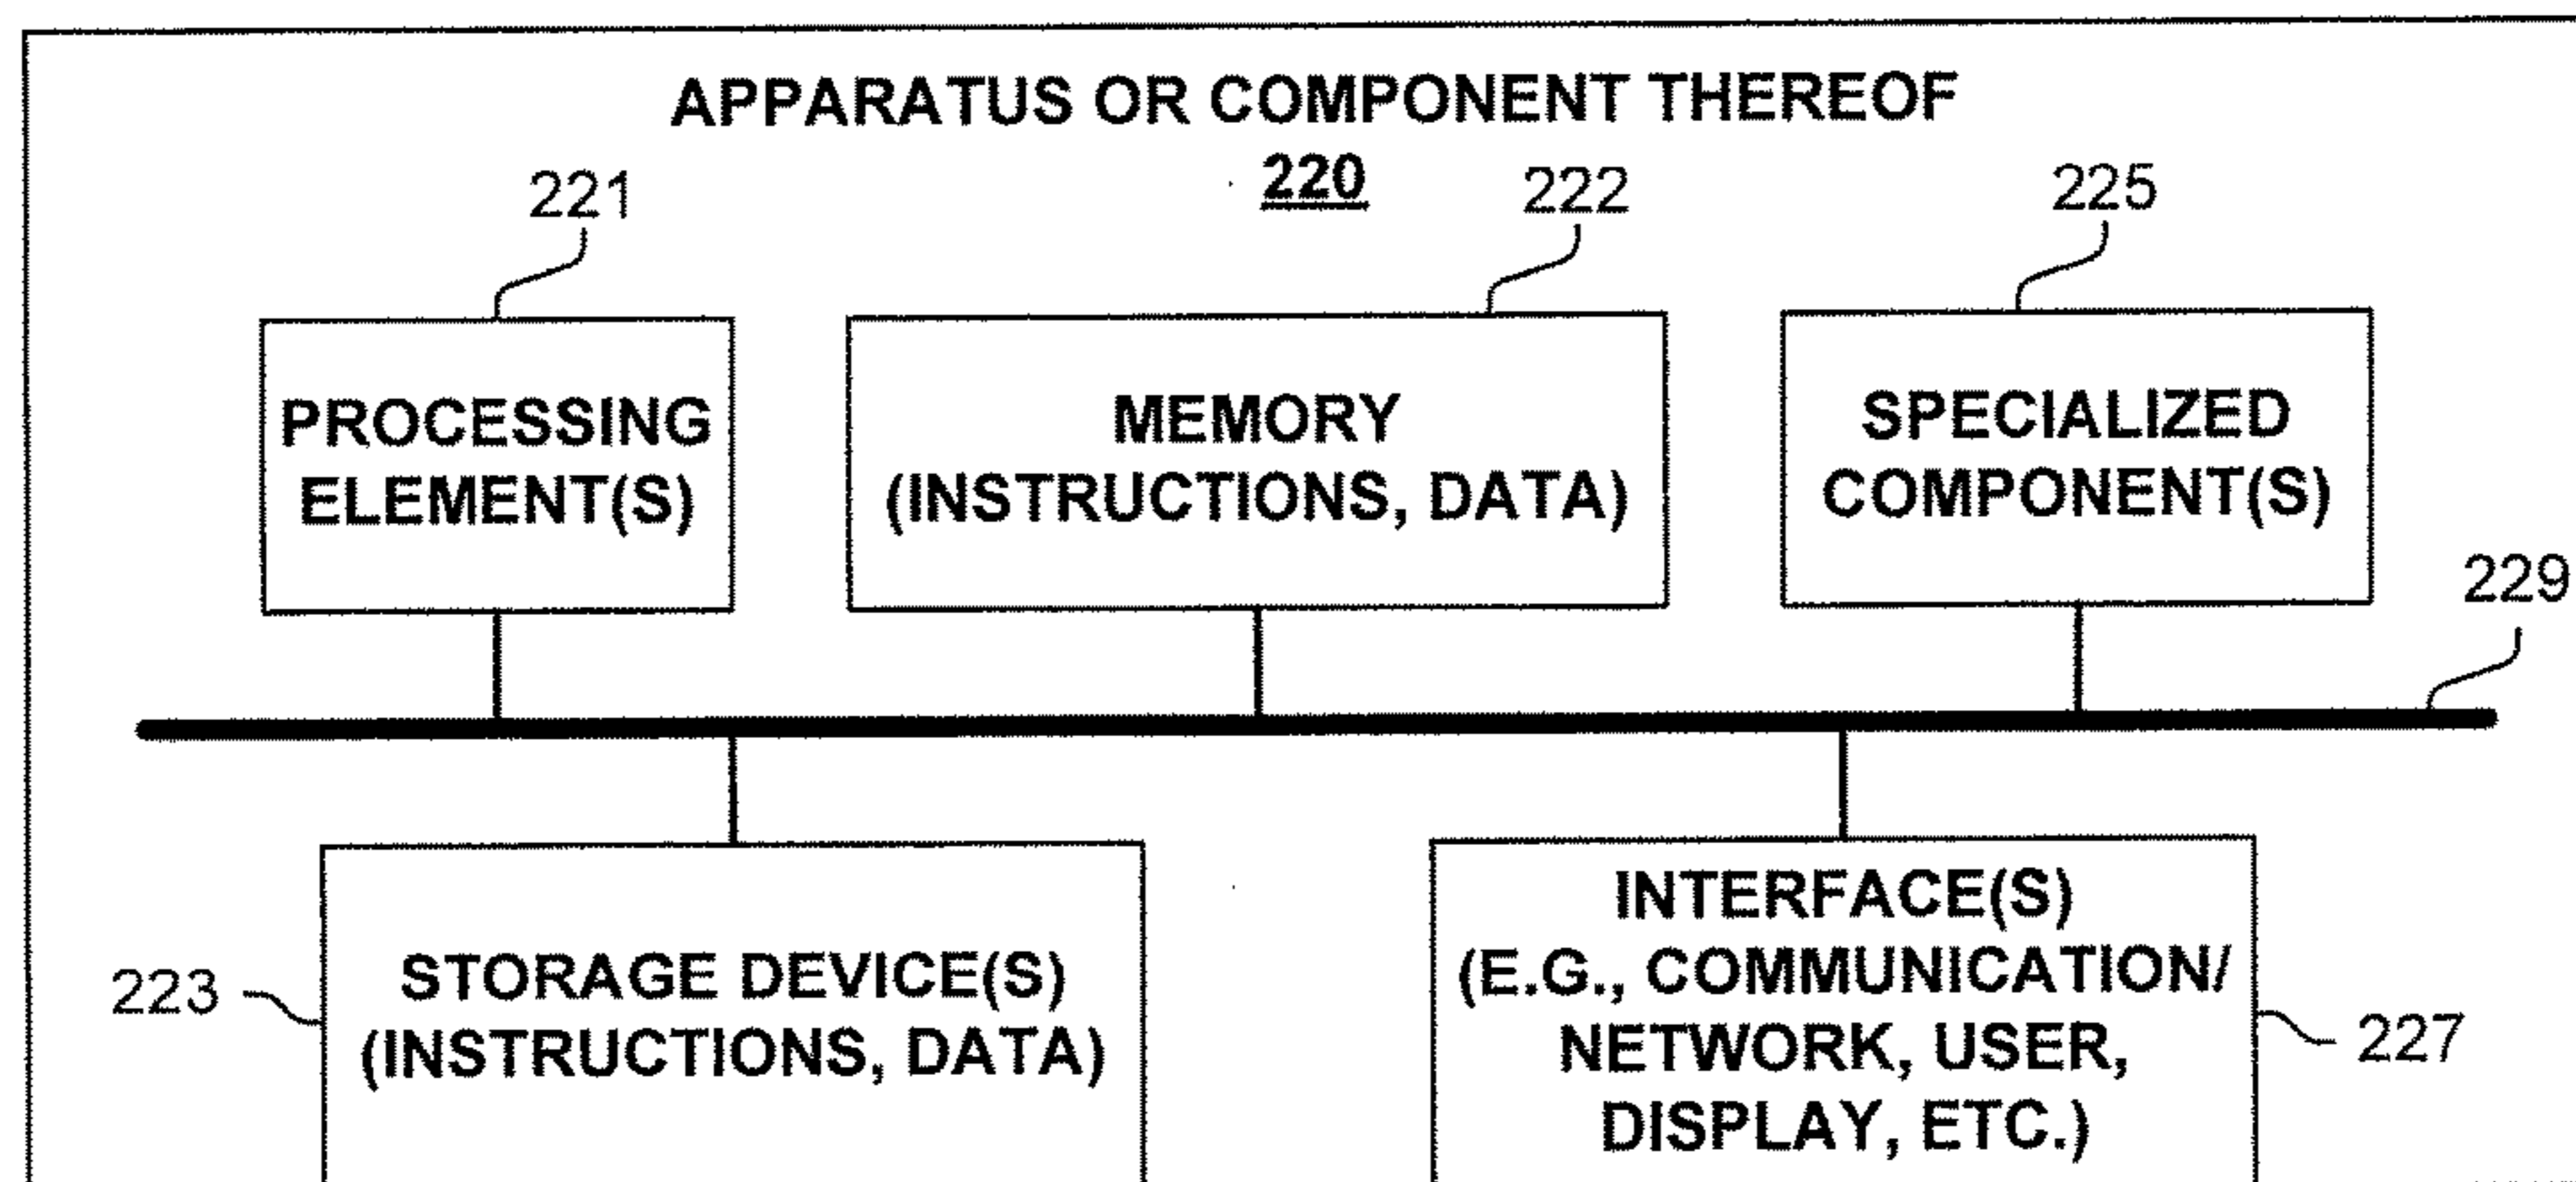 APPARATUS OR COMPONENT THEREOF
220
221
222
225
PROCESSING
ELEMENT(S)
MEMORY
(INSTRUCTIONS, DATA)
SPECIALIZED
COMPONENT(S)
229
223
STORAGE DEVICE(S)
(INSTRUCTIONS, DATA)
INTERFACE(S)
(E.G., COMMUNICATION/
NETWORK, USER,
DISPLAY, ETC.)
227